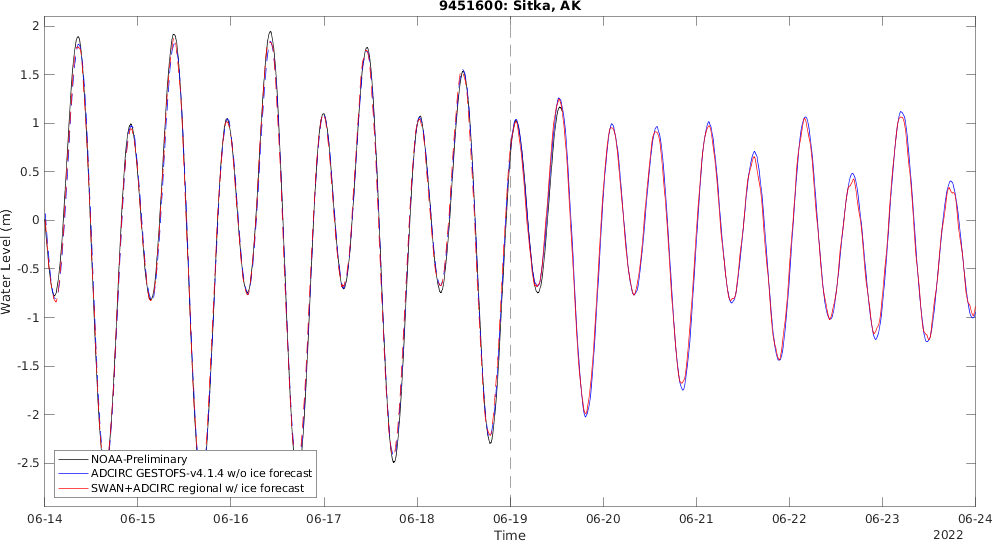 9451600: Sitka, AK
Water Level (m)
2
1.5
1
0.5
0
-0.5
-1
-1.5
-2
-2.5
NOAA-Preliminary
ADCIRC GESTOFS-v4.1.4 w/o ice forecast
SWAN+ADCIRC regional w/ ice forecast
06-14 06-15 06-16 06-17 06-18 06-19 06-20 06-21 06-22 06-23 06-24
Time
2022